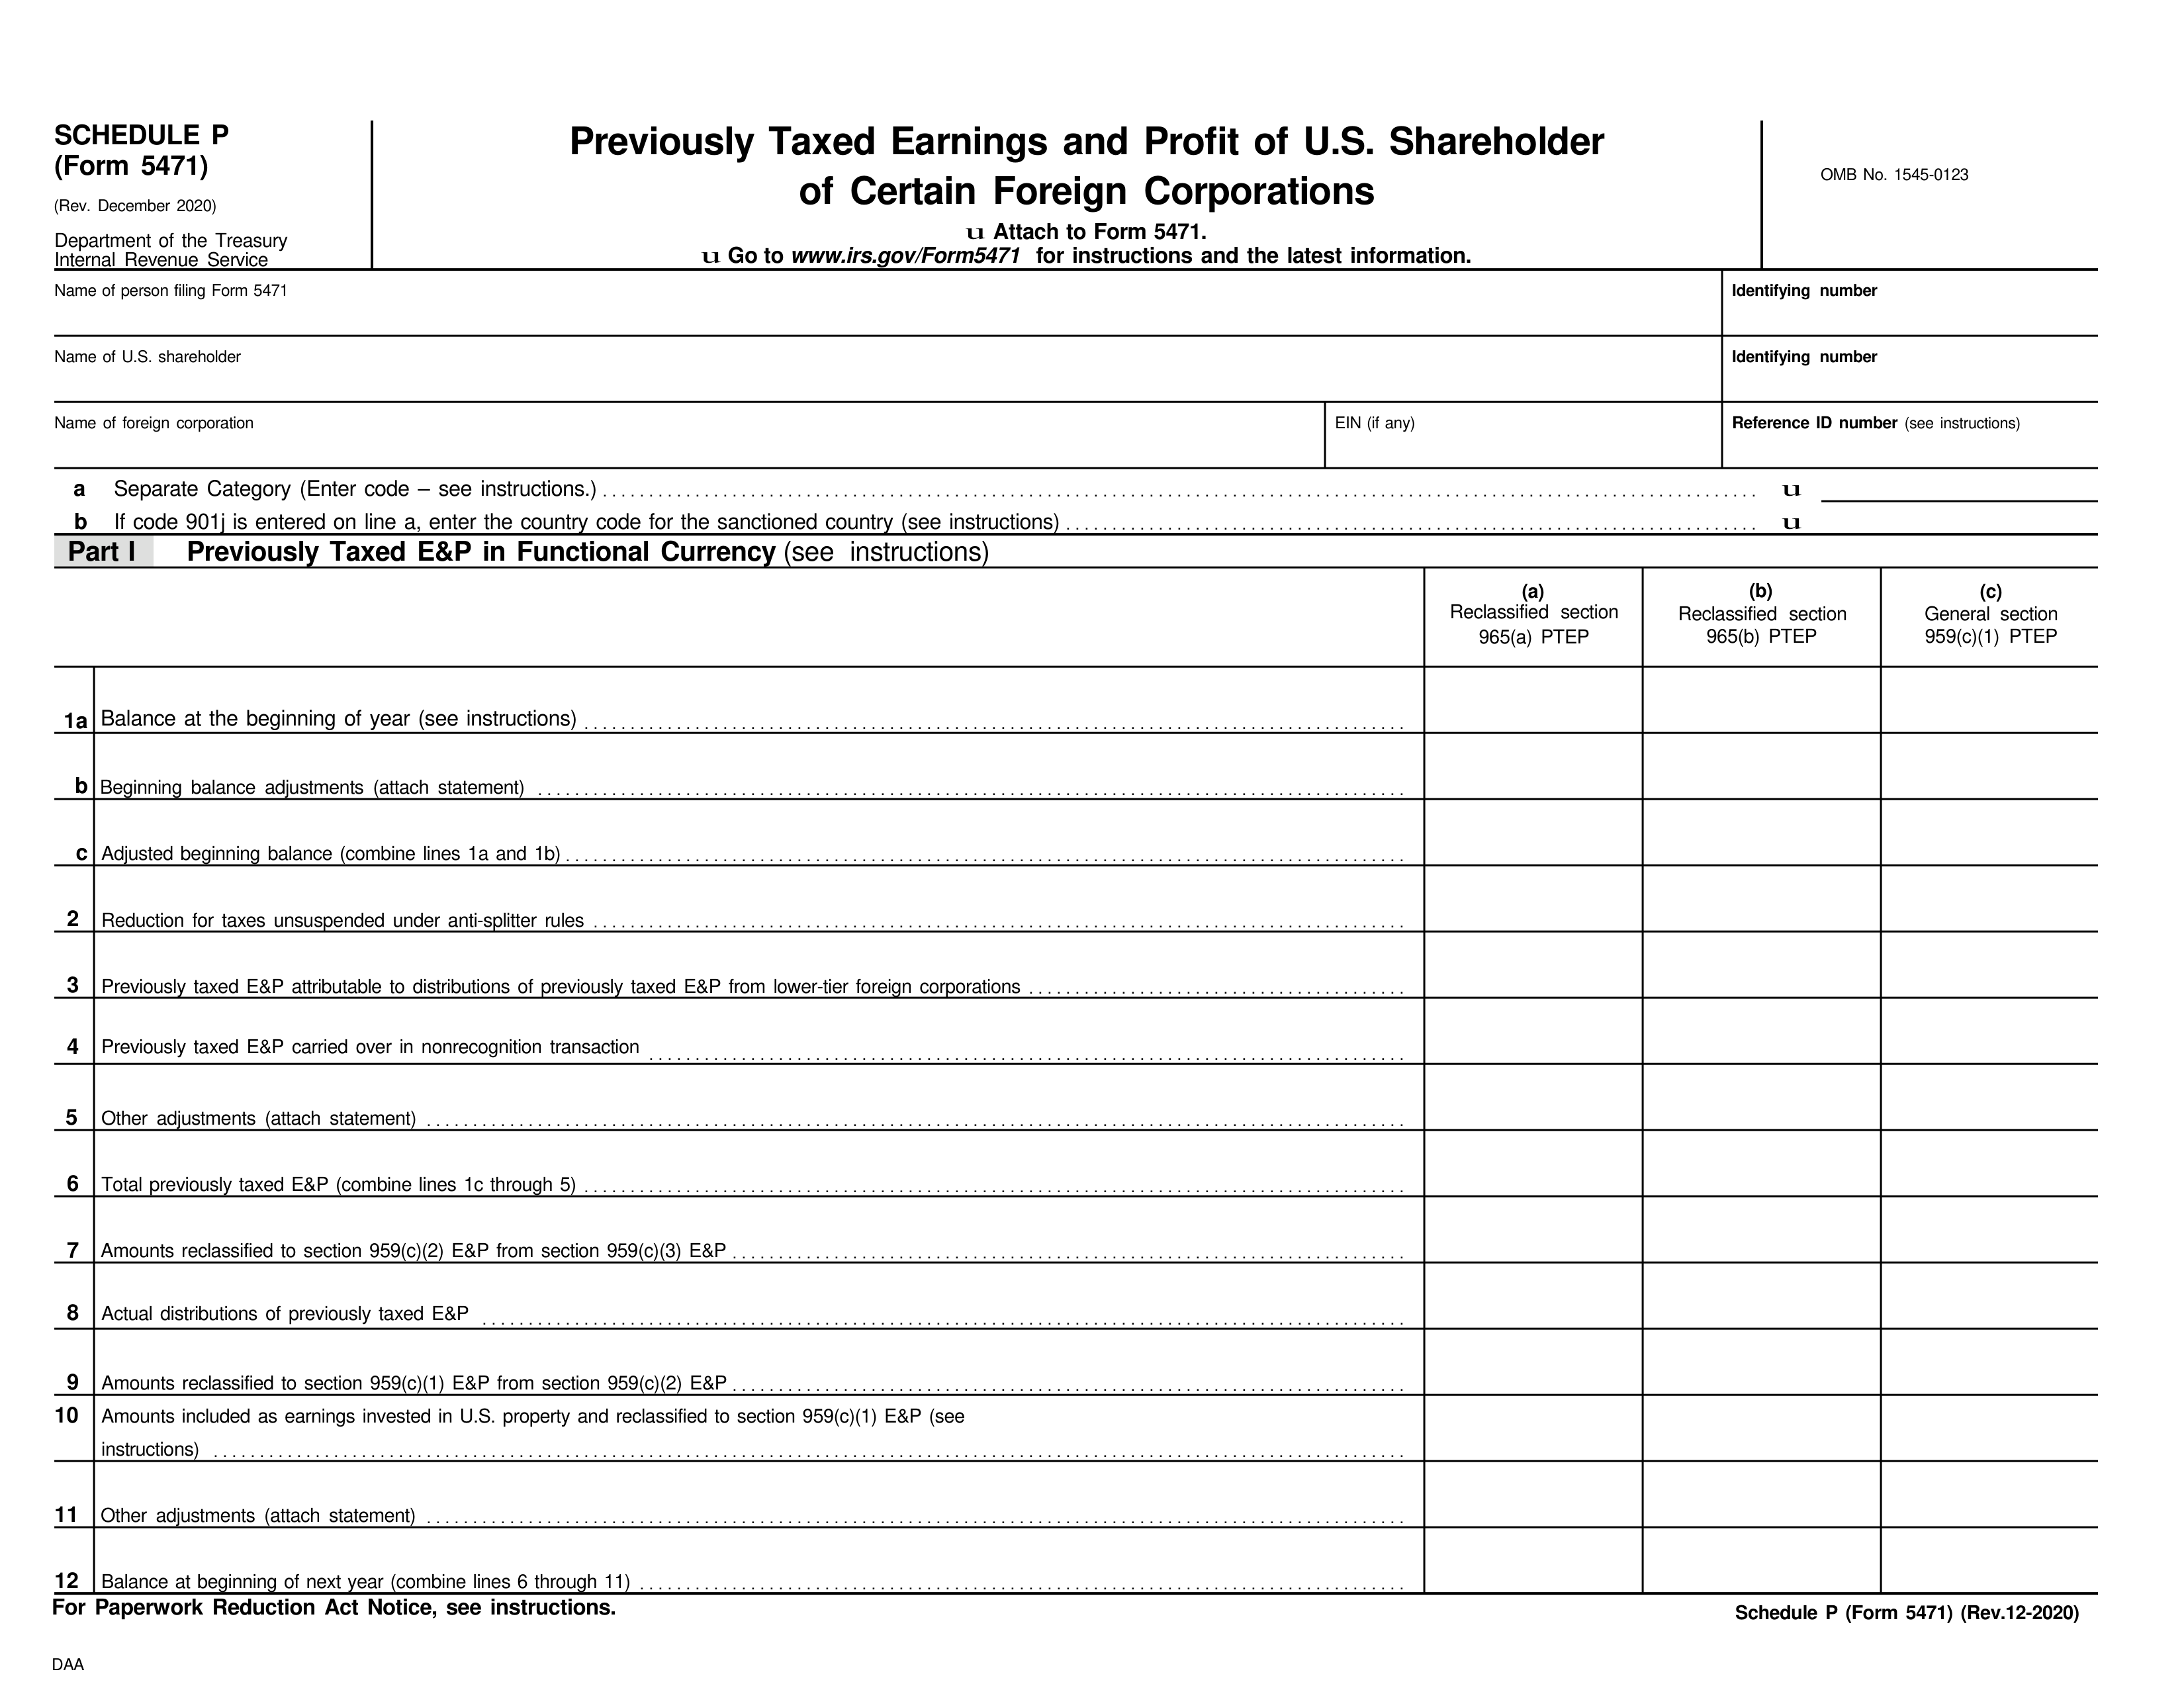 SCHEDULE P
(Form 5471)
(Rev. December 2020)
Department of the Treasury
Internal Revenue Service
Previously Taxed Earnings and Profit of U.S. Shareholder
of Certain Foreign Corporations
u Attach to Form 5471.
u Go to www.irs.gov/Form5471 for instructions and the latest information.
OMB No. 1545-0123
Name of person filing Form 5471
Identifying number
Name of U.S. shareholder
Identifying number
Name of foreign corporation
EIN (if any)
Reference ID number (see instructions)
a Separate Category (Enter code – see instructions.) u
b If code 901j is entered on line a, enter the country code for the sanctioned country (see instructions) u
Part I Previously Taxed E&P in Functional Currency (see instructions)
(a)
Reclassified section
965(a) PTEP
(b)
Reclassified section
965(b) PTEP
(c)
General section
959(c)(1) PTEP
1a Balance at the beginning of year (see instructions)
b Beginning balance adjustments (attach statement)
c Adjusted beginning balance (combine lines 1a and 1b)
2 Reduction for taxes unsuspended under anti-splitter rules
3 Previously taxed E&P attributable to distributions of previously taxed E&P from lower-tier foreign corporations
4 Previously taxed E&P carried over in nonrecognition transaction
5 Other adjustments (attach statement)
6 Total previously taxed E&P (combine lines 1c through 5)
7 Amounts reclassified to section 959(c)(2) E&P from section 959(c)(3) E&P
8 Actual distributions of previously taxed E&P
9 Amounts reclassified to section 959(c)(1) E&P from section 959(c)(2) E&P
10 Amounts included as earnings invested in U.S. property and reclassified to section 959(c)(1) E&P (see
instructions)
11 Other adjustments (attach statement)
12 Balance at beginning of next year (combine lines 6 through 11)
For Paperwork Reduction Act Notice, see instructions.
Schedule P (Form 5471) (Rev.12-2020)
DAA